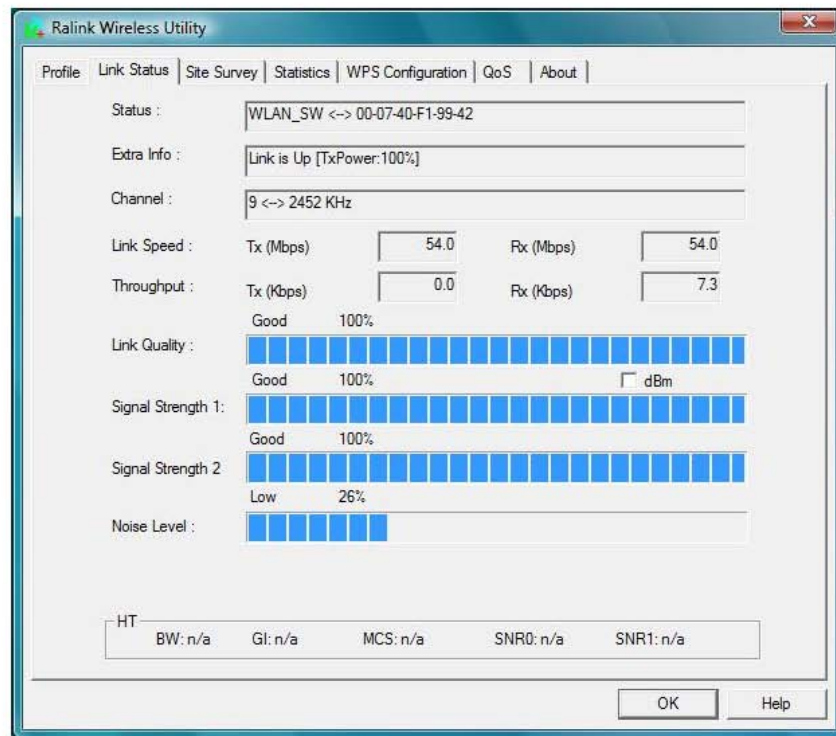 Ralink Wireless Utility
Profile Link Status Site Survey Statistics WPS Configuration QoS About
Status : WLAN_SW <--> 00-07-40-F1-99-42
Extra Info : Link is Up [TxPower:100%]
Channel : 9 <--> 2452 KHz
Link Speed : Tx (Mbps) 54.0 Rx (Mbps) 54.0
Throughput : Tx (Kbps) 0.0 Rx (Kbps) 7.3
Good 100%
Link Quality :
Good 100% dBm
Signal Strength 1:
Good 100%
Signal Strength 2
Low 26%
Noise Level :
HT
BW: n/a GI: n/a MCS: n/a SNR0: n/a SNR1: n/a
OK Help